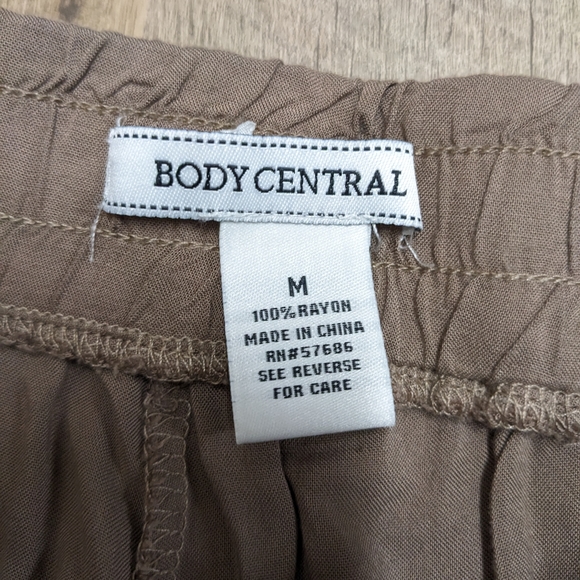 BODY CENTRAL
M
100% RAYON
MADE IN CHINA
RN#57686
SEE REVERSE
FOR CARE